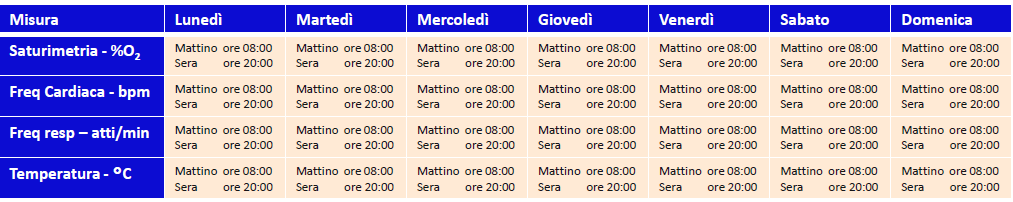 Misura Lunedì Martedì Mercoledì Giovedì Venerdì Sabato Domenica
Saturimetria - %O2 Mattino ore 08:00 Mattino ore 08:00 Mattino ore 08:00 Mattino ore 08:00 Mattino ore 08:00 Mattino ore 08:00 Mattino ore 08:00
Sera ore 20:00 Sera ore 20:00 Sera ore 20:00 Sera ore 20:00 Sera ore 20:00 Sera ore 20:00 Sera ore 20:00
Freq Cardiaca - bpm Mattino ore 08:00 Mattino ore 08:00 Mattino ore 08:00 Mattino ore 08:00 Mattino ore 08:00 Mattino ore 08:00 Mattino ore 08:00
Sera ore 20:00 Sera ore 20:00 Sera ore 20:00 Sera ore 20:00 Sera ore 20:00 Sera ore 20:00 Sera ore 20:00
Freq resp – atti/min Mattino ore 08:00 Mattino ore 08:00 Mattino ore 08:00 Mattino ore 08:00 Mattino ore 08:00 Mattino ore 08:00 Mattino ore 08:00
Sera ore 20:00 Sera ore 20:00 Sera ore 20:00 Sera ore 20:00 Sera ore 20:00 Sera ore 20:00 Sera ore 20:00
Temperatura - °C Mattino ore 08:00 Mattino ore 08:00 Mattino ore 08:00 Mattino ore 08:00 Mattino ore 08:00 Mattino ore 08:00 Mattino ore 08:00
Sera ore 20:00 Sera ore 20:00 Sera ore 20:00 Sera ore 20:00 Sera ore 20:00 Sera ore 20:00 Sera ore 20:00